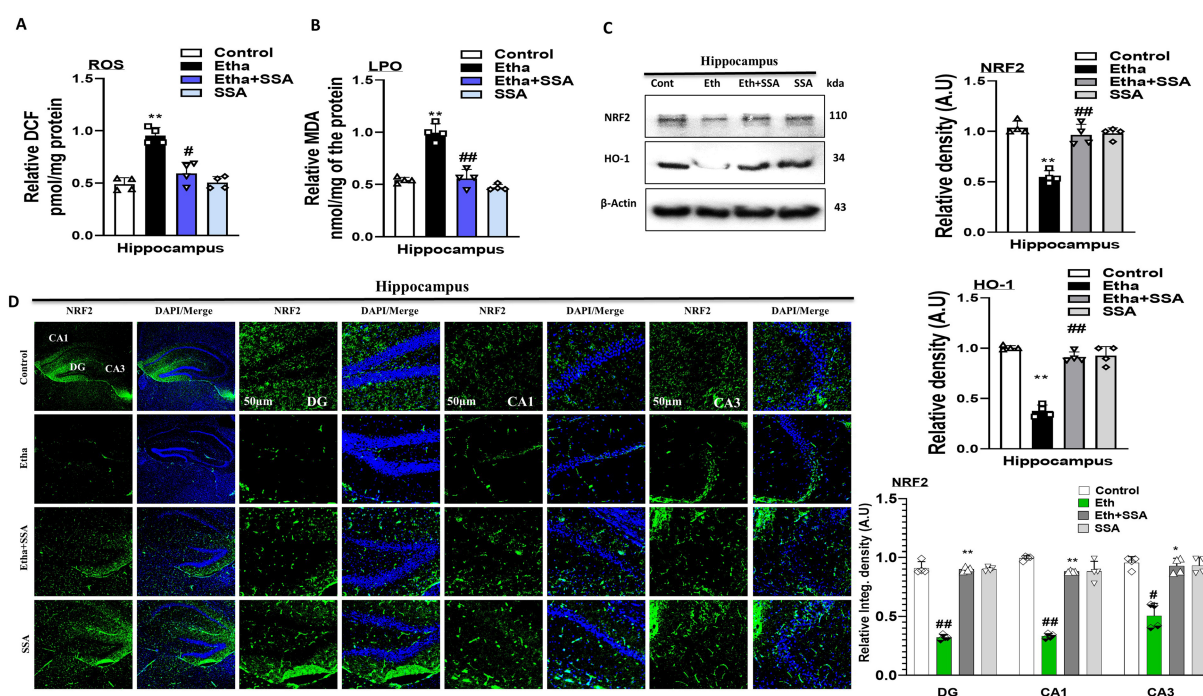 A
ROS
Control
Etha
Etha+SSA
SSA
Relative DCF
pmol/mg protein
1.5
1.0
0.5
0.0
**
#
Hippocampus
B
LPO
Control
Etha
Etha+SSA
SSA
Relative MDA
nmol/mg of the protein
1.5
1.0
0.5
0.0
**
##
Hippocampus
C
Hippocampus
Cont Eth Eth+SSA SSA kda
NRF2 110
HO-1 34
β-Actin 43
NRF2
Control
Etha
Etha+SSA
SSA
Relative density (A.U)
1.5
1.0
0.5
0.0
**
##
Hippocampus
HO-1
Control
Etha
Etha+SSA
SSA
Relative density (A.U)
1.5
1.0
0.5
0.0
**
##
Hippocampus
D
Hippocampus
NRF2 DAPI/Merge NRF2 DAPI/Merge NRF2 DAPI/Merge NRF2 DAPI/Merge
Control
CA1
DG
CA3
50µm DG
50µm CA1
50µm CA3
Etha
Etha+SSA
SSA
NRF2
Control
Eth
Eth+SSA
SSA
Relative Integ. density (A.U)
1.5
1.0
0.5
0.0
## **
## **
# *
DG CA1 CA3